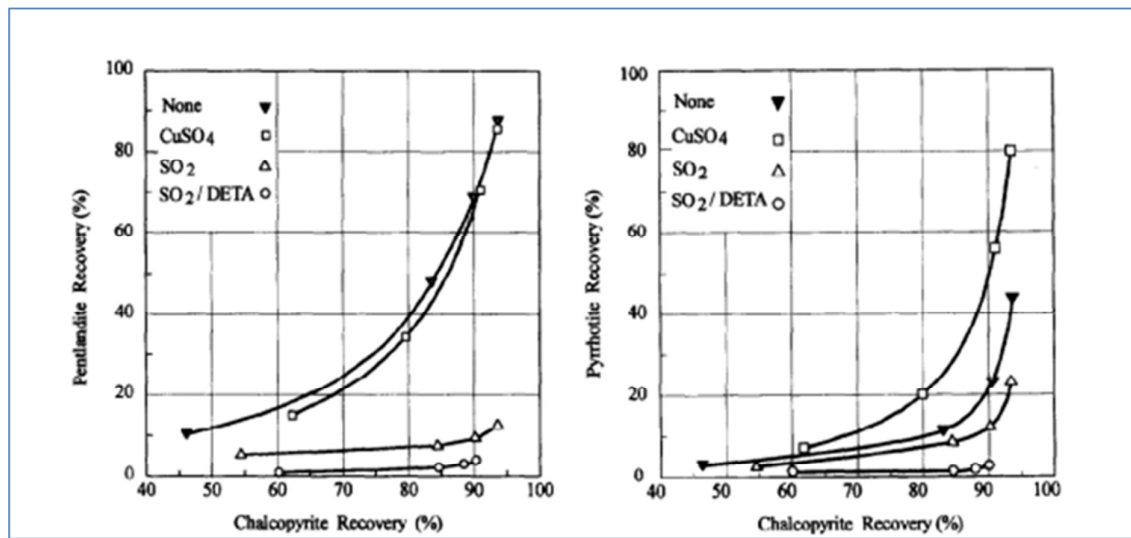 100
80
60
40
20
0
Pentlandite Recovery (%)
None
CuSO4
SO2
SO2/DETA
40 50 60 70 80 90 100
Chalcopyrite Recovery (%)
100
80
60
40
20
0
Pyrrhotite Recovery (%)
None
CuSO4
SO2
SO2/DETA
40 60 70 80 90 100
Chalcopyrite Recovery (%)